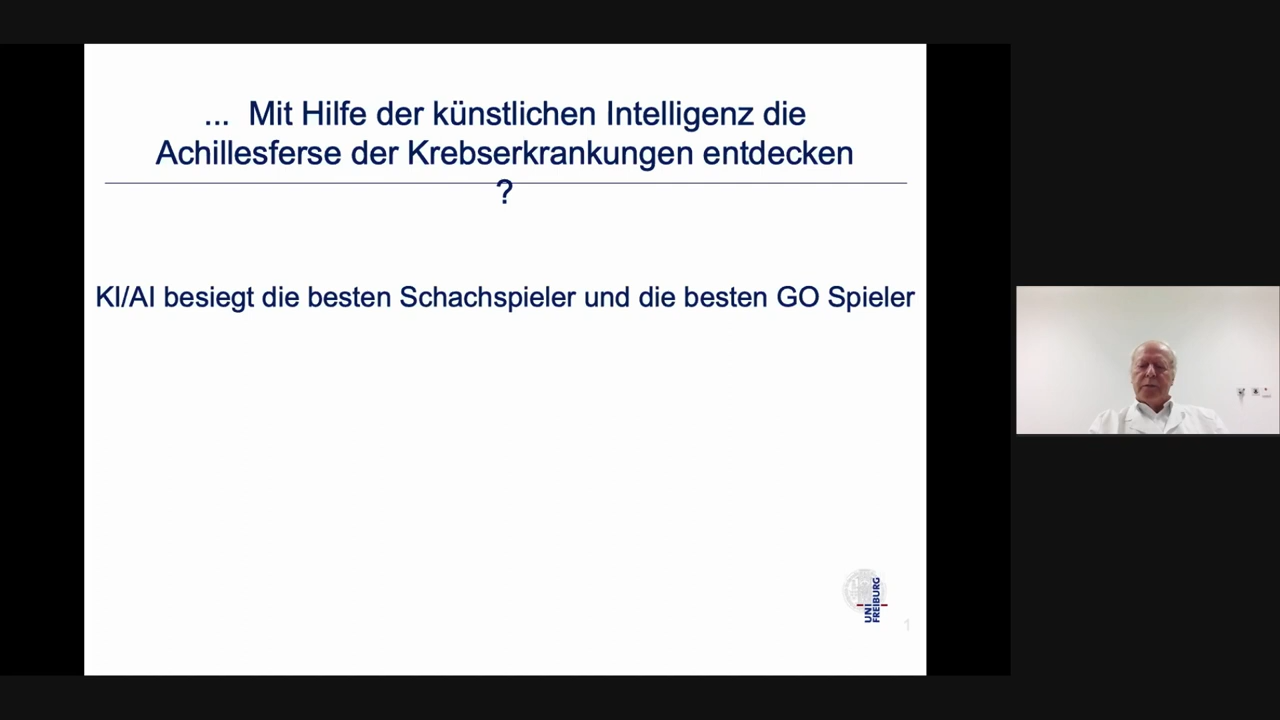 ... Mit Hilfe der künstlichen Intelligenz die
Achillesferse der Krebserkrankungen entdecken
?
KI/AI besiegt die besten Schachspieler und die besten GO Spieler
UNI
FREIBURG
1